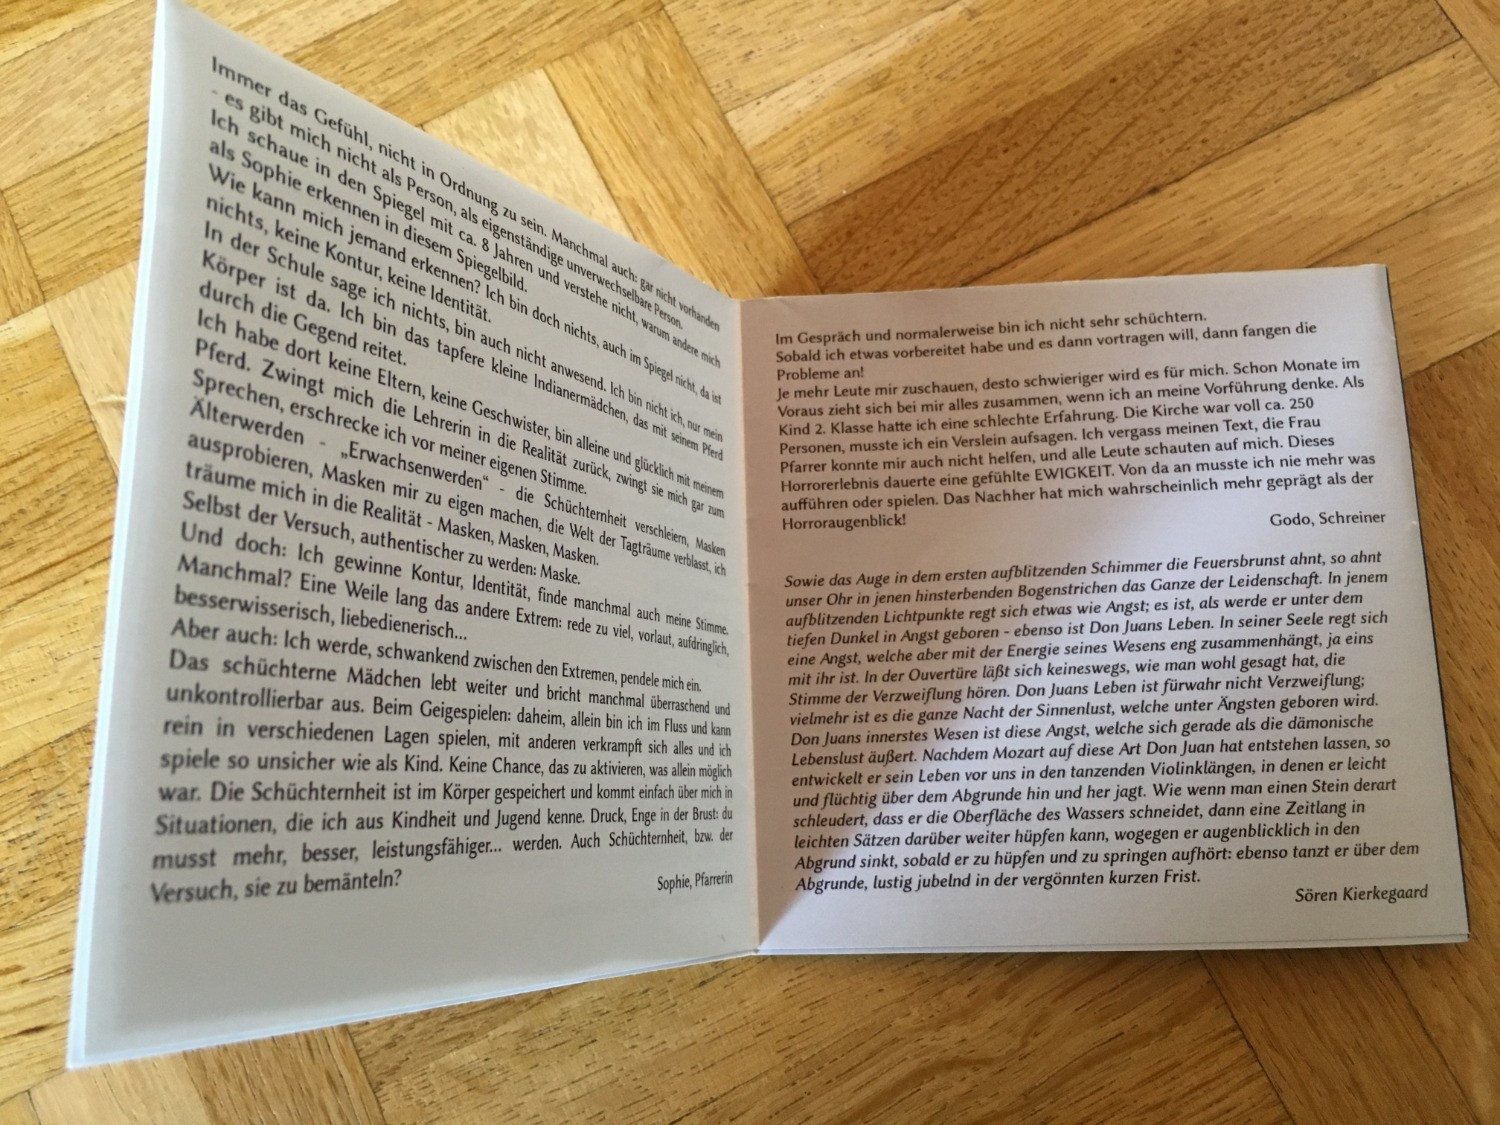 Immer das Gefühl, nicht in Ordnung zu sein. Manchmal auch: gar nicht vorhanden
- es gibt mich nicht als Person, als eigenständige unverwechselbare Person.
Ich schaue in den Spiegel mit ca. 8 Jahren und verstehe nicht, warum andere mich
als Sophie erkennen in diesem Spiegelbild.
Wie kann mich jemand erkennen? Ich bin doch nichts, auch im Spiegel nicht, da ist
nichts, keine Kontur, keine Identität.
In der Schule sage ich nichts, bin auch nicht anwesend. Ich bin nicht ich, nur mein
Körper ist da. Ich bin das tapfere kleine Indianermädchen, das mit seinem Pferd
durch die Gegend reitet.
Ich habe dort keine Eltern, keine Geschwister, bin alleine und glücklich mit meinem
Pferd. Zwingt mich die Lehrerin in die Realität zurück, zwingt sie mich gar zum
Sprechen, erschrecke ich vor meiner eigenen Stimme.
Älterwerden - „Erwachsenwerden“ - die Schüchternheit verschleiern, Masken
ausprobieren, Masken mir zu eigen machen, die Welt der Tagträume verblasst, ich
träume mich in die Realität - Masken, Masken, Masken.
Selbst der Versuch, authentischer zu werden: Maske.
Und doch: Ich gewinne Kontur, Identität, finde manchmal auch meine Stimme.
Manchmal? Eine Weile lang das andere Extrem: rede zu viel, vorlaut, aufdringlich,
besserwisserisch, liebedienerisch...
Aber auch: Ich werde, schwankend zwischen den Extremen, pendele mich ein.
Das schüchterne Mädchen lebt weiter und bricht manchmal überraschend und
unkontrollierbar aus. Beim Geigespielen: daheim, allein bin ich im Fluss und kann
rein in verschiedenen Lagen spielen, mit anderen verkrampft sich alles und ich
spiele so unsicher wie als Kind. Keine Chance, das zu aktivieren, was allein möglich
war. Die Schüchternheit ist im Körper gespeichert und kommt einfach über mich in
Situationen, die ich aus Kindheit und Jugend kenne. Druck, Enge in der Brust: du
musst mehr, besser, leistungsfähiger... werden. Auch Schüchternheit, bzw. der
Versuch, sie zu bemänteln?
Sophie, Pfarrerin
Im Gespräch und normalerweise bin ich nicht sehr schüchtern.
Sobald ich etwas vorbereitet habe und es dann vortragen will, dann fangen die
Probleme an!
Je mehr Leute mir zuschauen, desto schwieriger wird es für mich. Schon Monate im
Voraus zieht sich bei mir alles zusammen, wenn ich an meine Vorführung denke. Als
Kind 2. Klasse hatte ich eine schlechte Erfahrung. Die Kirche war voll ca. 250
Personen, musste ich ein Verslein aufsagen. Ich vergass meinen Text, die Frau
Pfarrer konnte mir auch nicht helfen, und alle Leute schauten auf mich. Dieses
Horrorerlebnis dauerte eine gefühlte EWIGKEIT. Von da an musste ich nie mehr was
aufführen oder spielen. Das Nachher hat mich wahrscheinlich mehr geprägt als der
Horroraugenblick!
Godo, Schreiner
Sowie das Auge in dem ersten aufblitzenden Schimmer die Feuersbrunst ahnt, so ahnt
unser Ohr in jenen hinsterbenden Bogenstrichen das Ganze der Leidenschaft. In jenem
aufblitzenden Lichtpunkte regt sich etwas wie Angst; es ist, als werde er unter dem
tiefen Dunkel in Angst geboren - ebenso ist Don Juans Leben. In seiner Seele regt sich
eine Angst, welche aber mit der Energie seines Wesens eng zusammenhängt, ja eins
mit ihr ist. In der Ouvertüre läßt sich keineswegs, wie man wohl gesagt hat, die
Stimme der Verzweiflung hören. Don Juans Leben ist fürwahr nicht Verzweiflung;
vielmehr ist es die ganze Nacht der Sinnenlust, welche unter Ängsten geboren wird.
Don Juans innerstes Wesen ist diese Angst, welche sich gerade als die dämonische
Lebenslust äußert. Nachdem Mozart auf diese Art Don Juan hat entstehen lassen, so
entwickelt er sein Leben vor uns in den tanzenden Violinklängen, in denen er leicht
und flüchtig über dem Abgrunde hin und her jagt. Wie wenn man einen Stein derart
schleudert, dass er die Oberfläche des Wassers schneidet, dann eine Zeitlang in
leichten Sätzen darüber weiter hüpfen kann, wogegen er augenblicklich in den
Abgrund sinkt, sobald er zu hüpfen und zu springen aufhört: ebenso tanzt er über dem
Abgrunde, lustig jubelnd in der vergönnten kurzen Frist.
Sören Kierkegaard